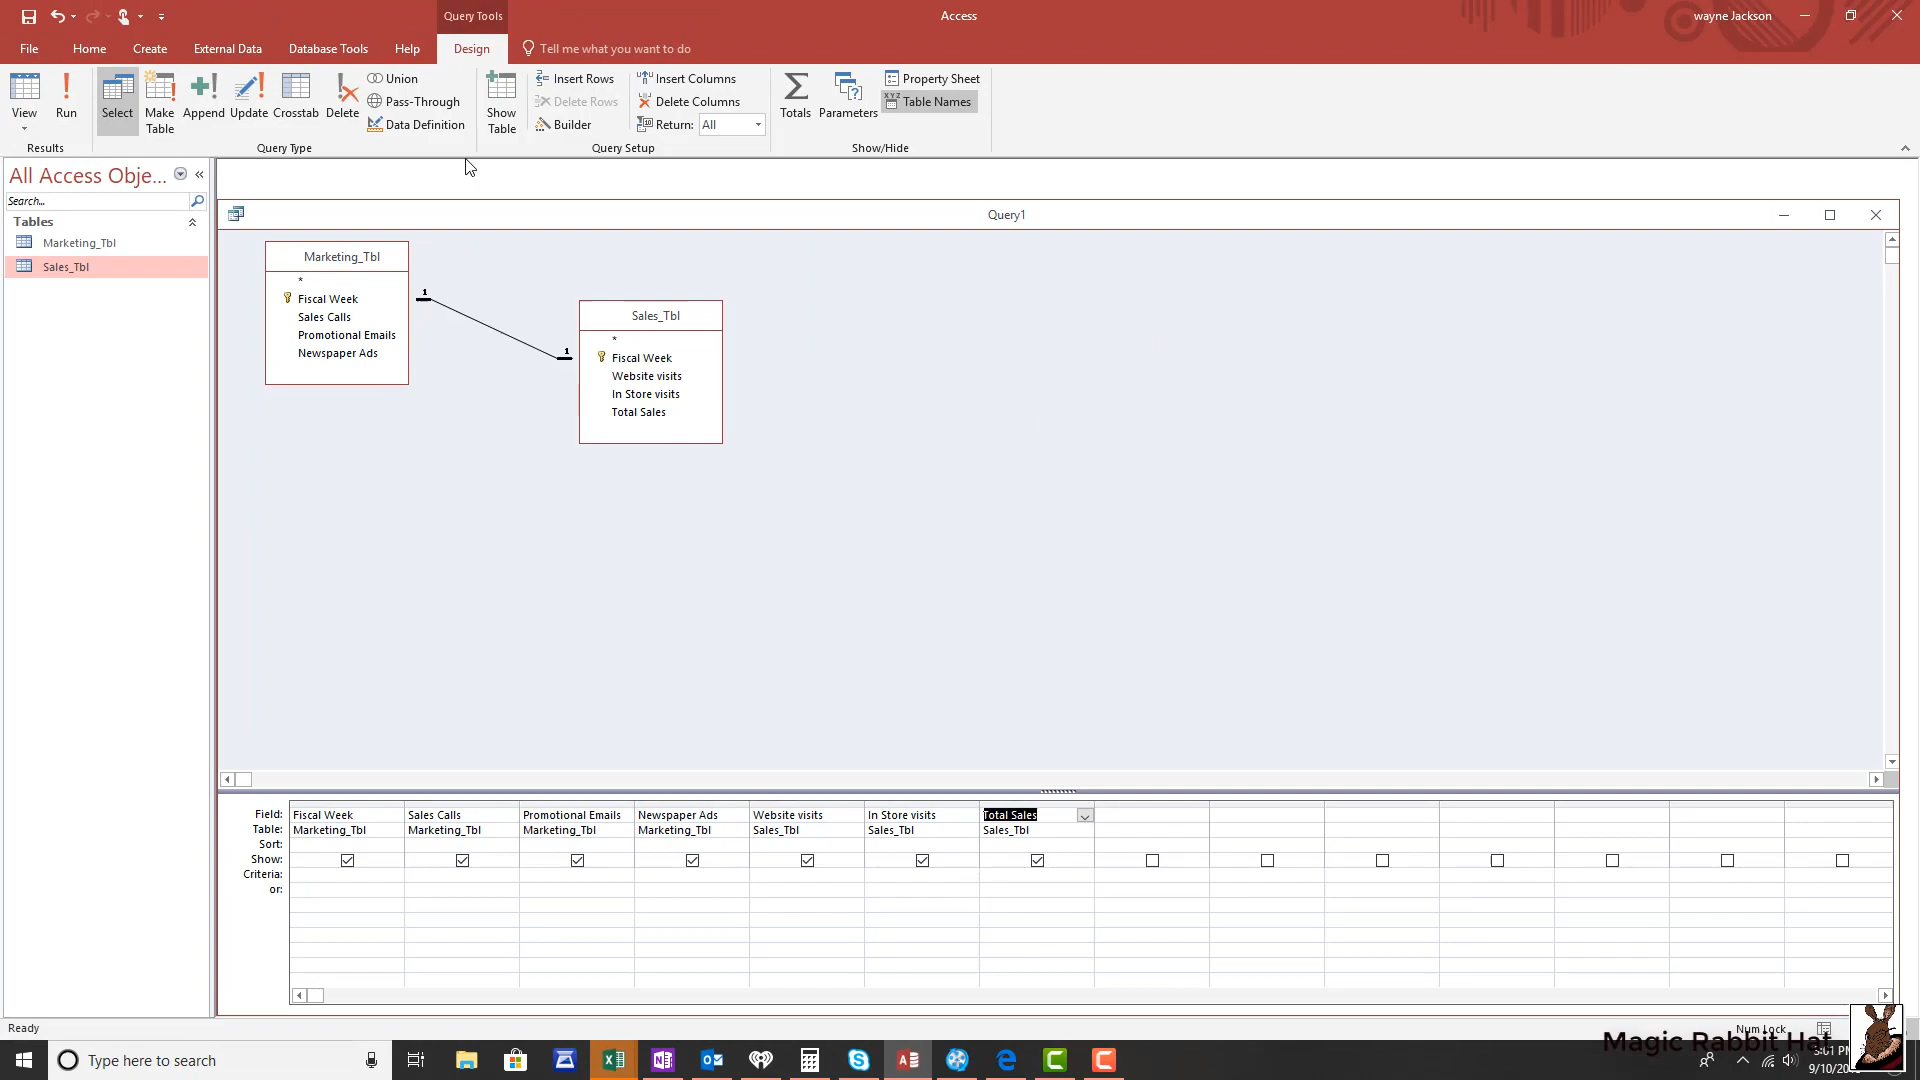 Query Tools
Access
wayne Jackson
File
Home
Create
External Data
Database Tools
Help
Design
Tell me what you want to do
View
Run
Select
Make Table
Append
Update
Crosstab
Delete
Union
Pass-Through
Data Definition
Show Table
Insert Rows
Delete Rows
Builder
Insert Columns
Delete Columns
Return: All
Totals
Parameters
Property Sheet
Table Names
Results
Query Type
Query Setup
Show/Hide
All Access Obje...
Search...
Tables
Marketing_Tbl
Sales_Tbl
Query1
Marketing_Tbl
*
Fiscal Week
Sales Calls
Promotional Emails
Newspaper Ads
1
1
Sales_Tbl
*
Fiscal Week
Website visits
In Store visits
Total Sales
Field: Fiscal Week Sales Calls Promotional Emails Newspaper Ads Website visits In Store visits Total Sales
Table: Marketing_Tbl Marketing_Tbl Marketing_Tbl Marketing_Tbl Sales_Tbl Sales_Tbl Sales_Tbl
Sort:
Show:
Criteria:
or:
Ready
Num Lock
Magic Rabbit Hat
Type here to search